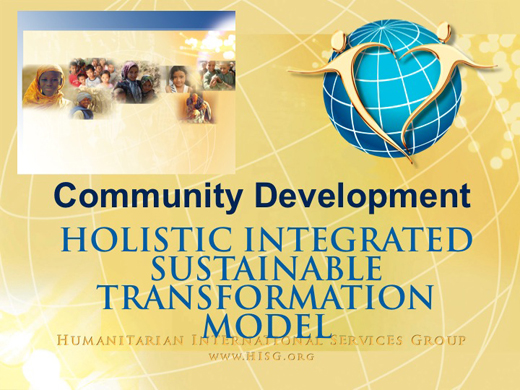 Community Development
HOLISTIC INTEGRATED
SUSTAINABLE
TRANSFORMATION
MODEL
HUMANITARIAN INTERNATIONAL SERVICES GROUP
www.HISG.org